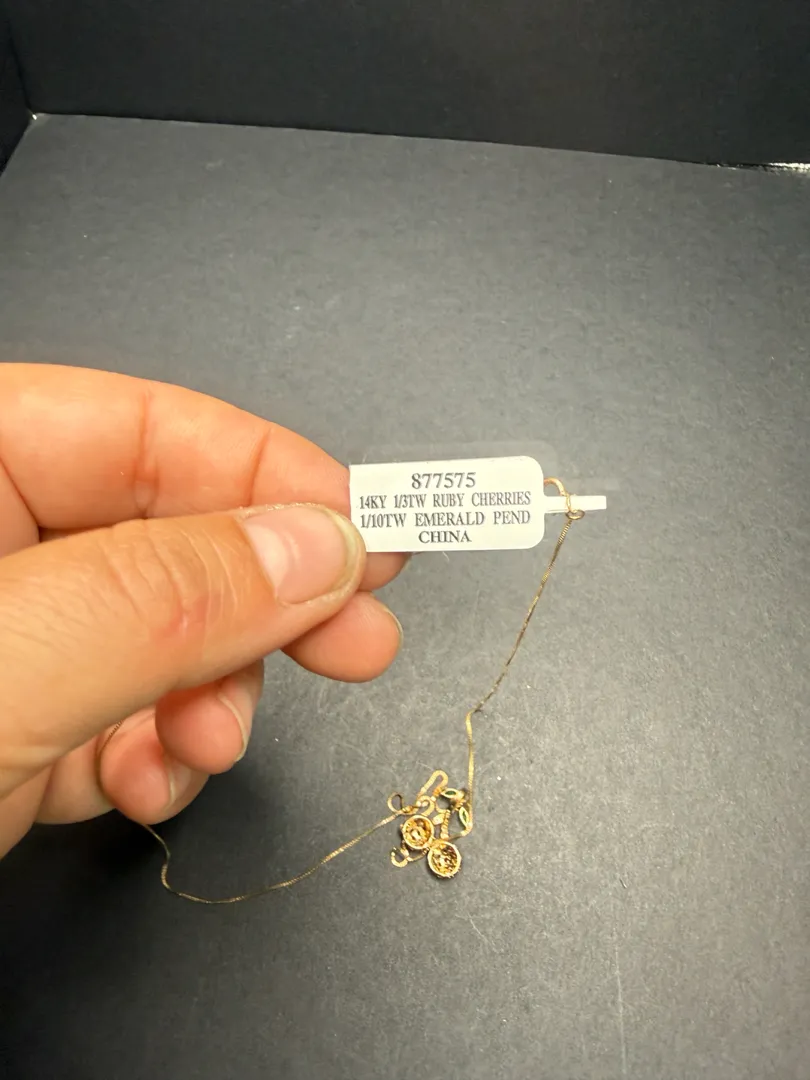 877575
14KY 1/3TW RUBY CHERRIES
1/10TW EMERALD PEND
CHINA